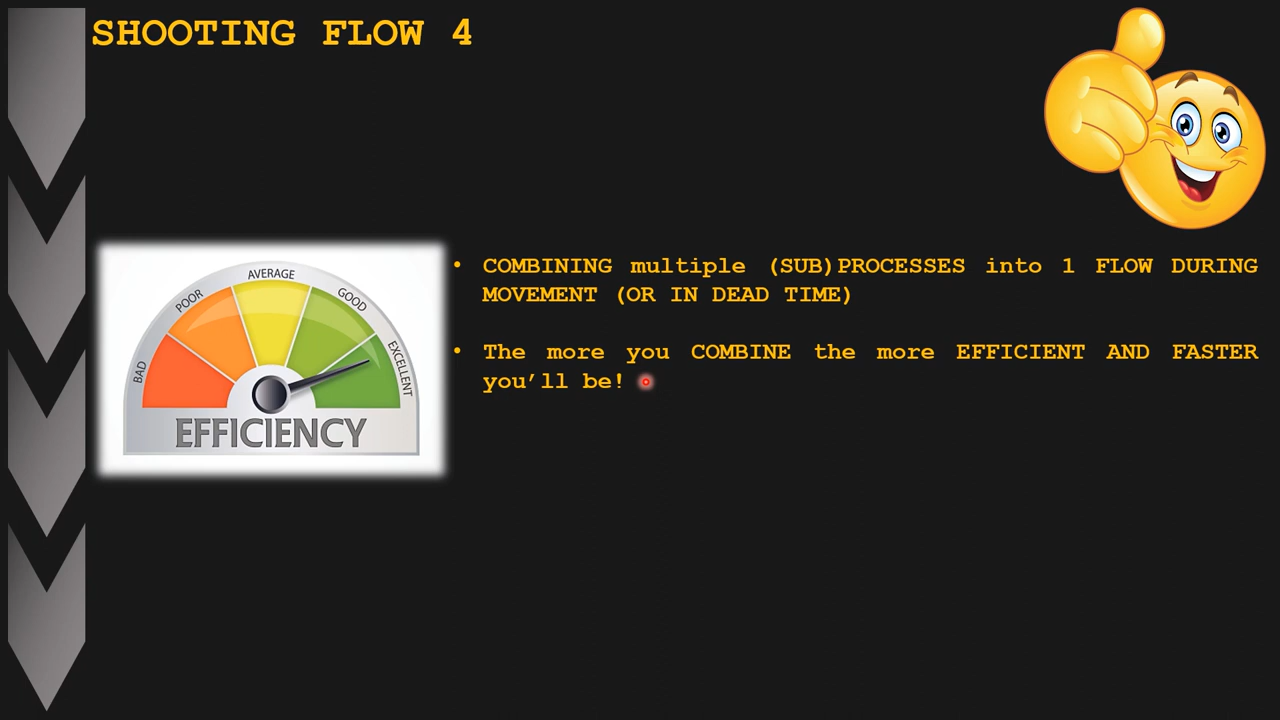 SHOOTING FLOW 4
BAD
POOR
AVERAGE
GOOD
EXCELLENT
EFFICIENCY
• COMBINING multiple (SUB)PROCESSES into 1 FLOW DURING
MOVEMENT (OR IN DEAD TIME)
• The more you COMBINE the more EFFICIENT AND FASTER
you’ll be!